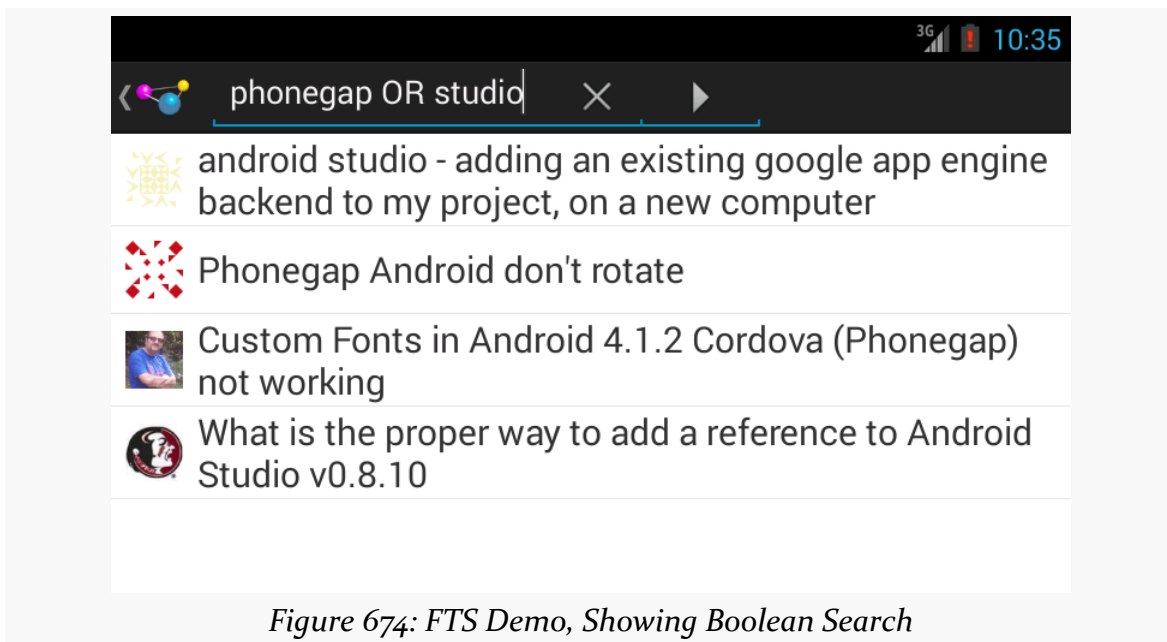 3G 10:35
phonegap OR studio
android studio - adding an existing google app engine
backend to my project, on a new computer
Phonegap Android don't rotate
Custom Fonts in Android 4.1.2 Cordova (Phonegap)
not working
What is the proper way to add a reference to Android
Studio v0.8.10
Figure 674: FTS Demo, Showing Boolean Search